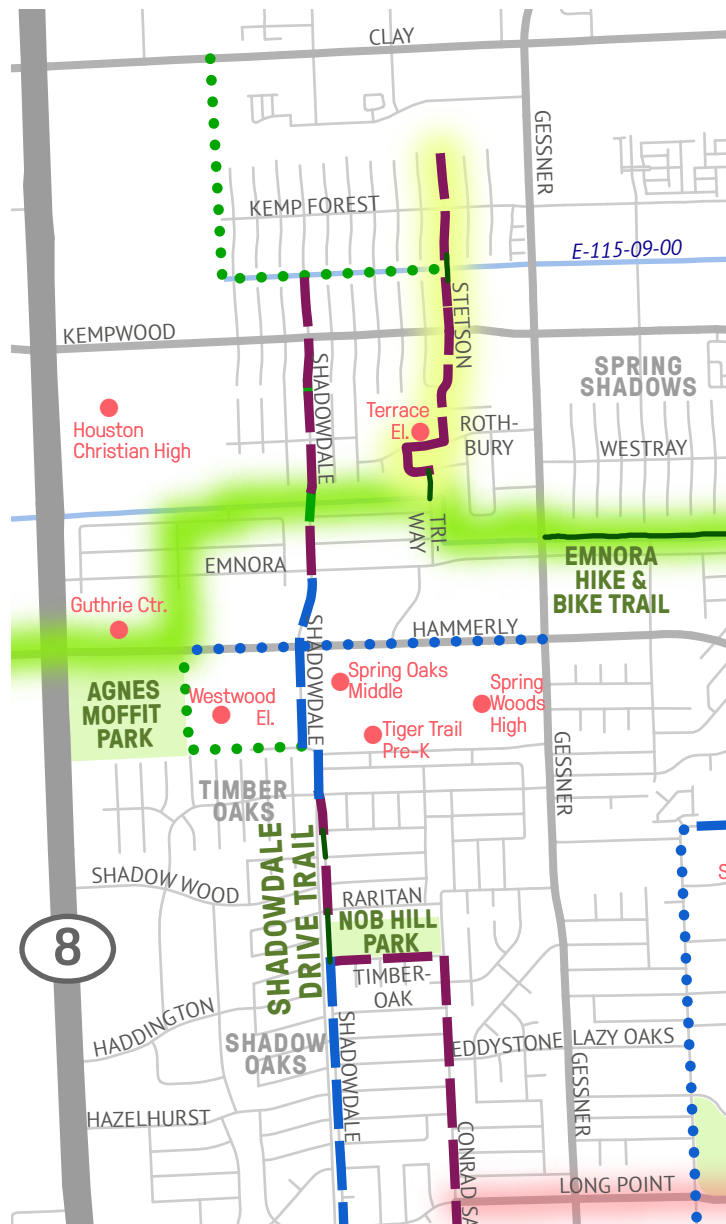 CLAY
GESSNER
KEMP FOREST
E-115-09-00
STETSON
KEMPWOOD
SHADOWDALE
SPRING
SHADOWS
Houston
Christian High
Terrace
El.
ROTH-
BURY
WESTRAY
TRI-
WAY
EMNORA
EMNORA
HIKE &
BIKE TRAIL
Guthrie Ctr.
HAMMERLY
SHADOWDALE
AGNES
MOFFIT
PARK
Westwood
El.
Spring Oaks
Middle
Spring
Woods
High
Tiger Trail
Pre-K
GESSNER
TIMBER
OAKS
SHADOWDALE
DRIVE TRAIL
SHADOW WOOD
RARITAN
NOB HILL
PARK
S
8
TIMBER-
OAK
HADDINGTON
SHADOW
OAKS
SHADOWDALE
EDDYSTONE
LAZY OAKS
GESSNER
HAZELHURST
CONRAD SA
LONG POINT